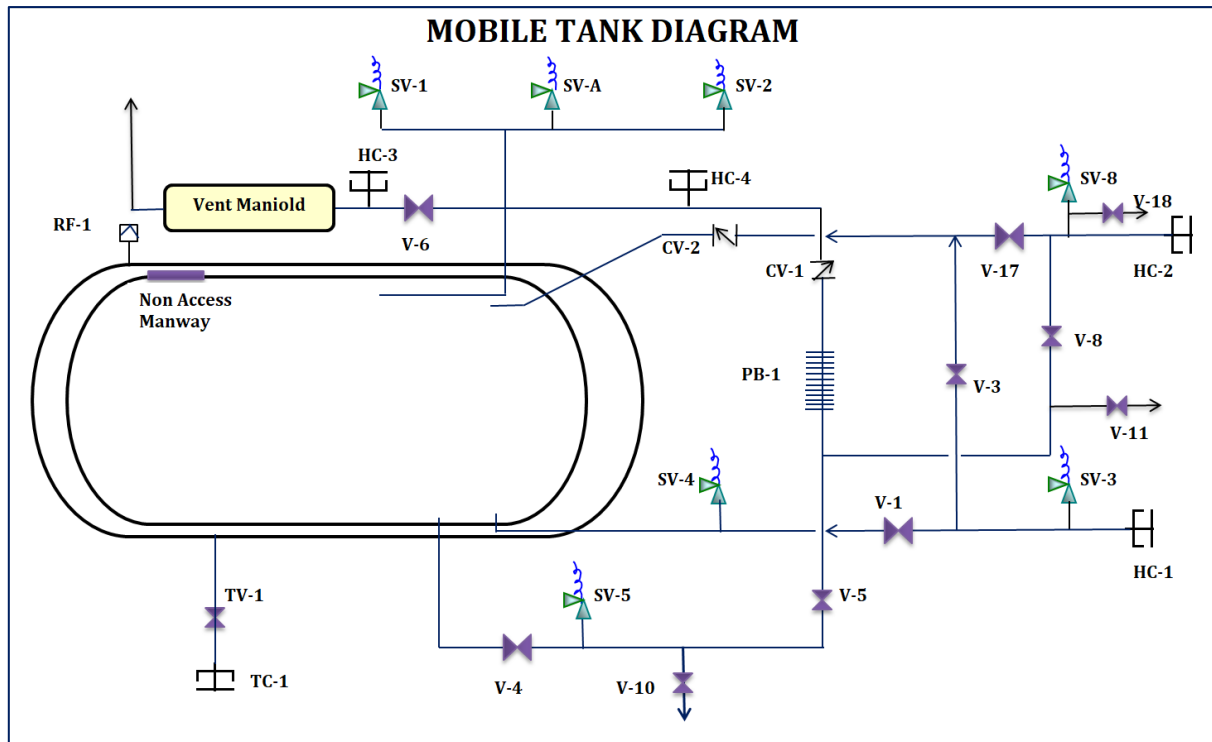 MOBILE TANK DIAGRAM
SV-1
SV-A
SV-2
HC-3
HC-4
SV-8
V-18
Vent Maniold
RF-1
V-6
CV-2
CV-1
V-17
HC-2
Non Access
Manway
V-8
PB-1
V-3
V-11
SV-4
SV-3
V-1
HC-1
TV-1
SV-5
V-5
TC-1
V-4
V-10